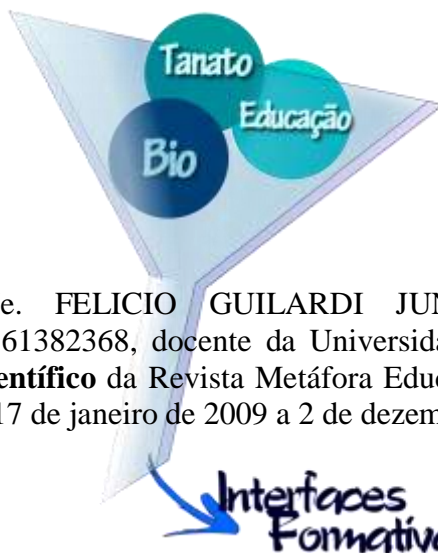 Tanato
Educação
Bio
e. FELICIO GUILARDI JUN
61382368, docente da Universida
entífico da Revista Metáfora Educ
17 de janeiro de 2009 a 2 de dezem
Interfaces
Formativa